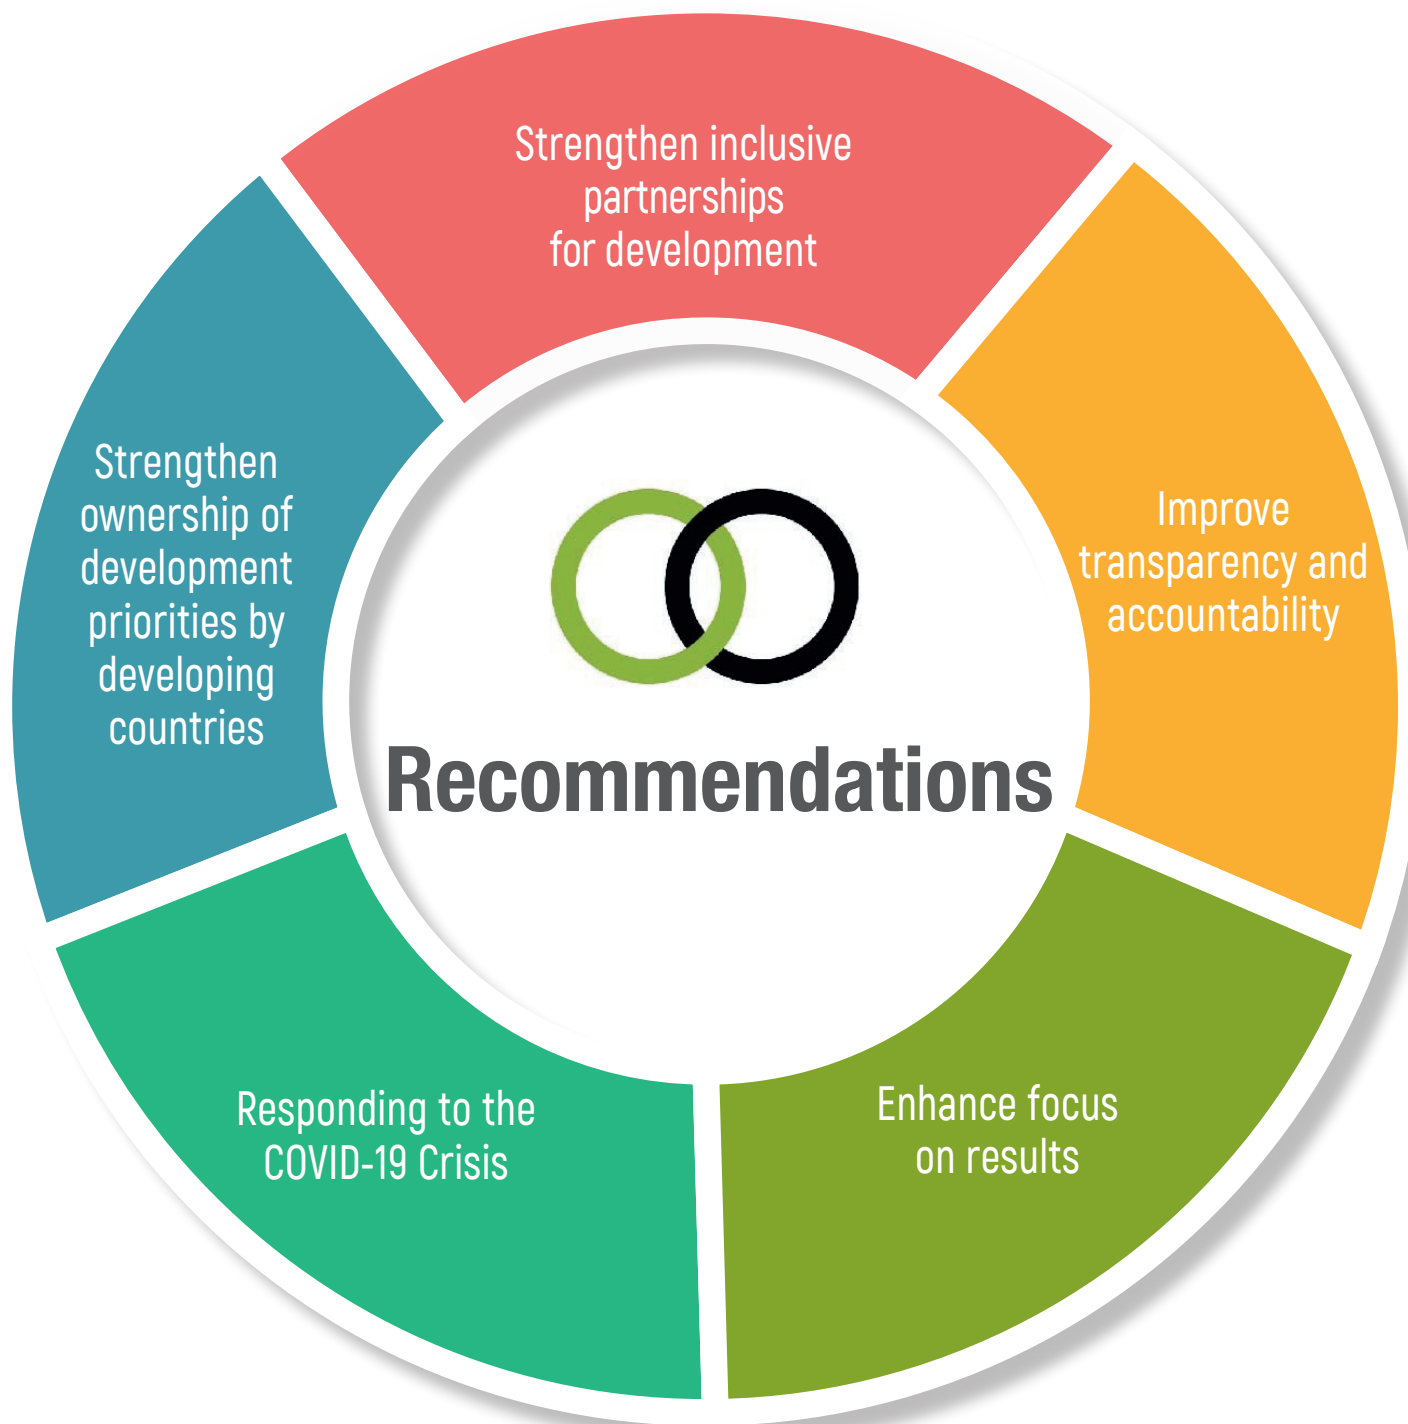 Strengthen inclusive
partnerships
for development
Improve
transparency and
accountability
Enhance focus
on results
Responding to the
COVID-19 Crisis
Strengthen
ownership of
development
priorities by
developing
countries
Recommendations